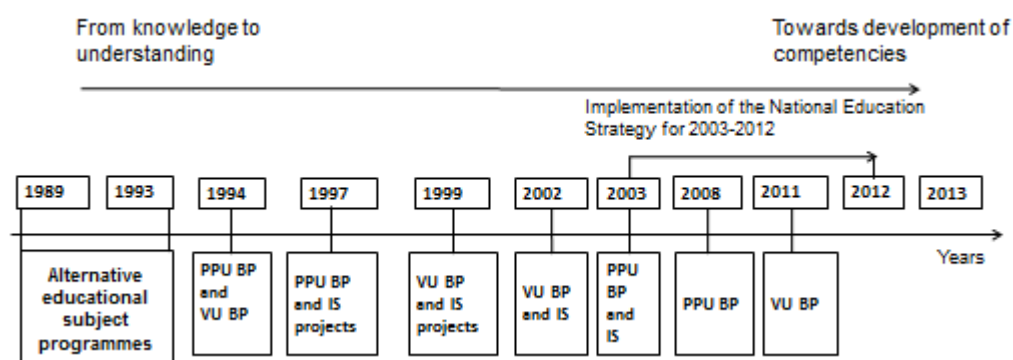 From knowledge to
understanding
Towards development of
competencies
Implementation of the National Education
Strategy for 2003-2012
1989
1993
1994
1997
1999
2002
2003
2008
2011
2012
2013
Years
Alternative
educational
subject
programmes
PPU BP
and
VU BP
PPU BP
and IS
projects
VU BP
and IS
projects
VU BP
and IS
PPU
BP
and
IS
PPU BP
VU BP